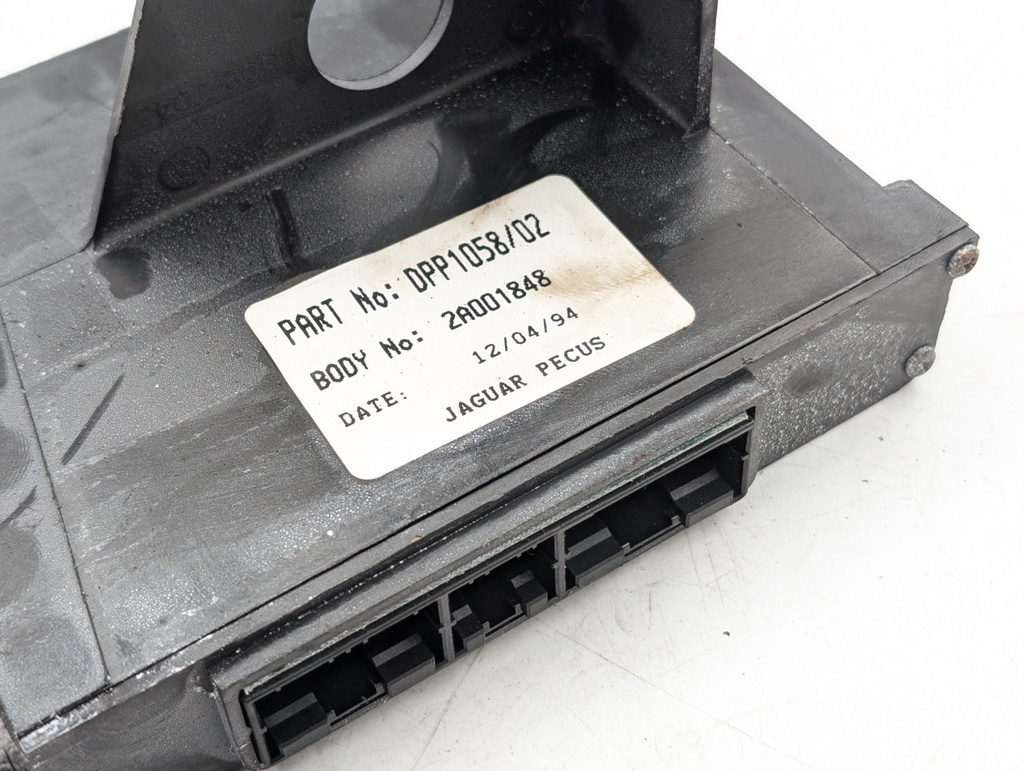 PART No: DPP1058/02
BODY No: 2AD01848
DATE: 12/04/94
JAGUAR PECUS